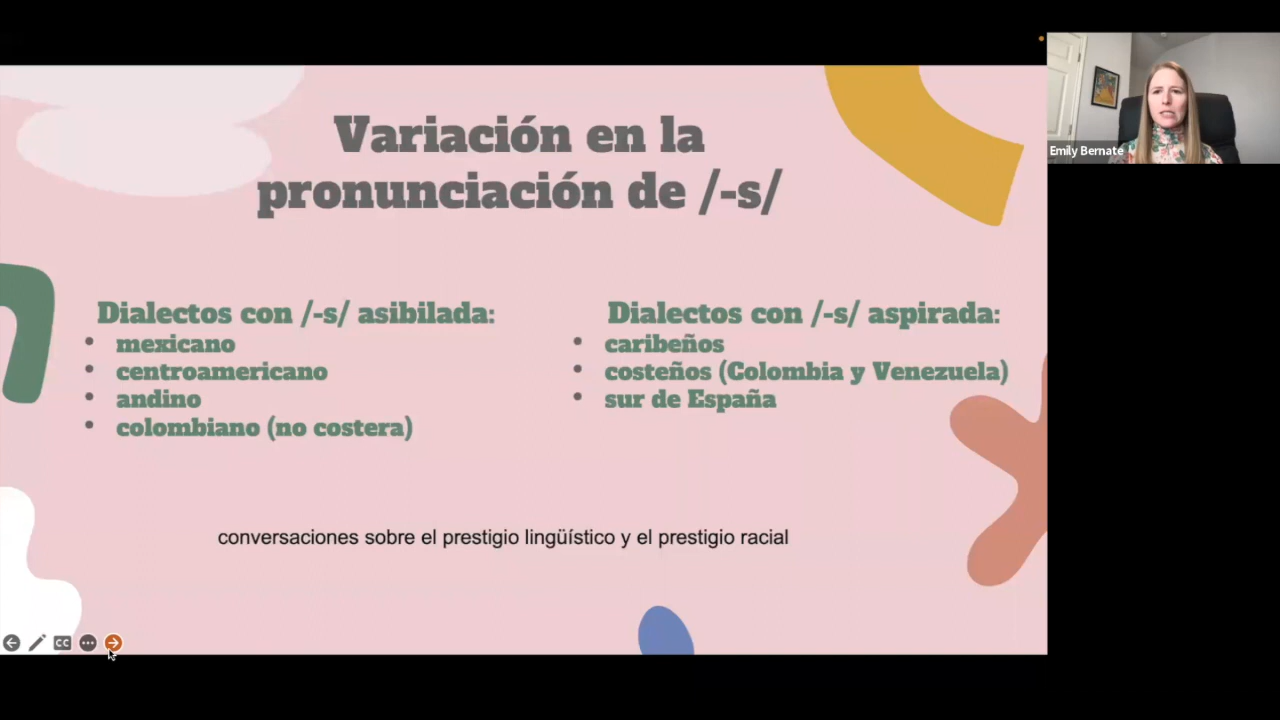 Variación en la
pronunciación de /-s/
Emily Bernate
Dialectos con /-s/ asibilada:
• mexicano
• centroamericano
• andino
• colombiano (no costera)
Dialectos con /-s/ aspirada:
• caribeños
• costeños (Colombia y Venezuela)
• sur de España
conversaciones sobre el prestigio lingüístico y el prestigio racial
CC